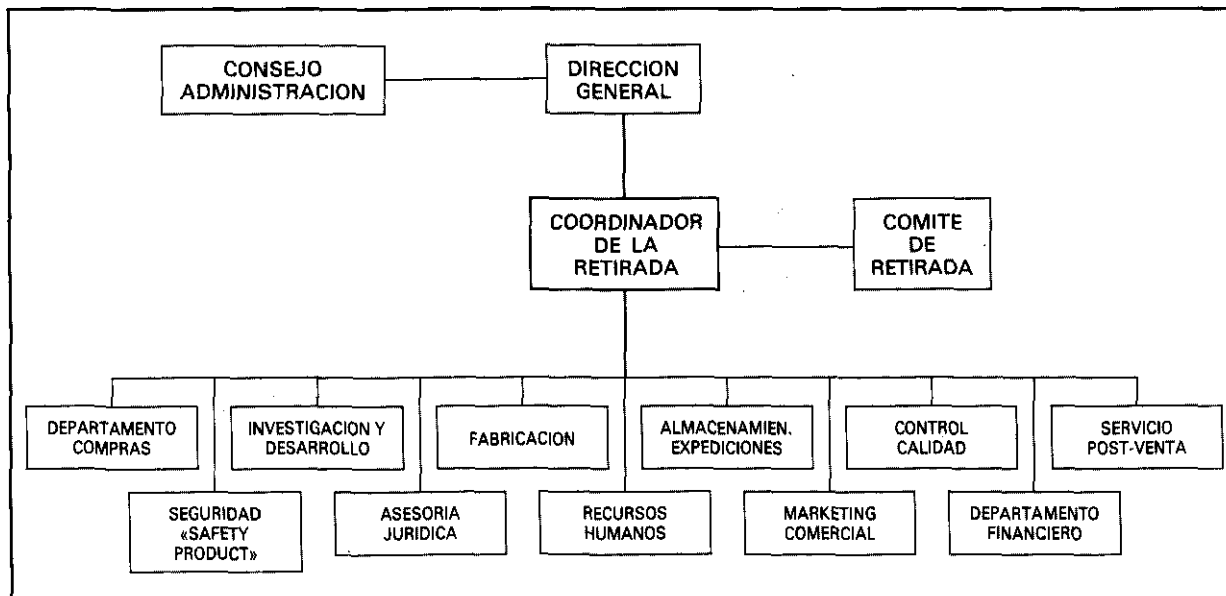 CONSEJO
ADMINISTRACION
DIRECCION
GENERAL
COORDINADOR
DE LA
RETIRADA
COMITE
DE
RETIRADA
DEPARTAMENTO
COMPRAS
INVESTIGACION Y
DESARROLLO
FABRICACION
ALMACENAMIEN.
EXPEDICIONES
CONTROL
CALIDAD
SERVICIO
POST-VENTA
SEGURIDAD
«SAFETY
PRODUCT»
ASESORIA
JURIDICA
RECURSOS
HUMANOS
MARKETING
COMERCIAL
DEPARTAMENTO
FINANCIERO